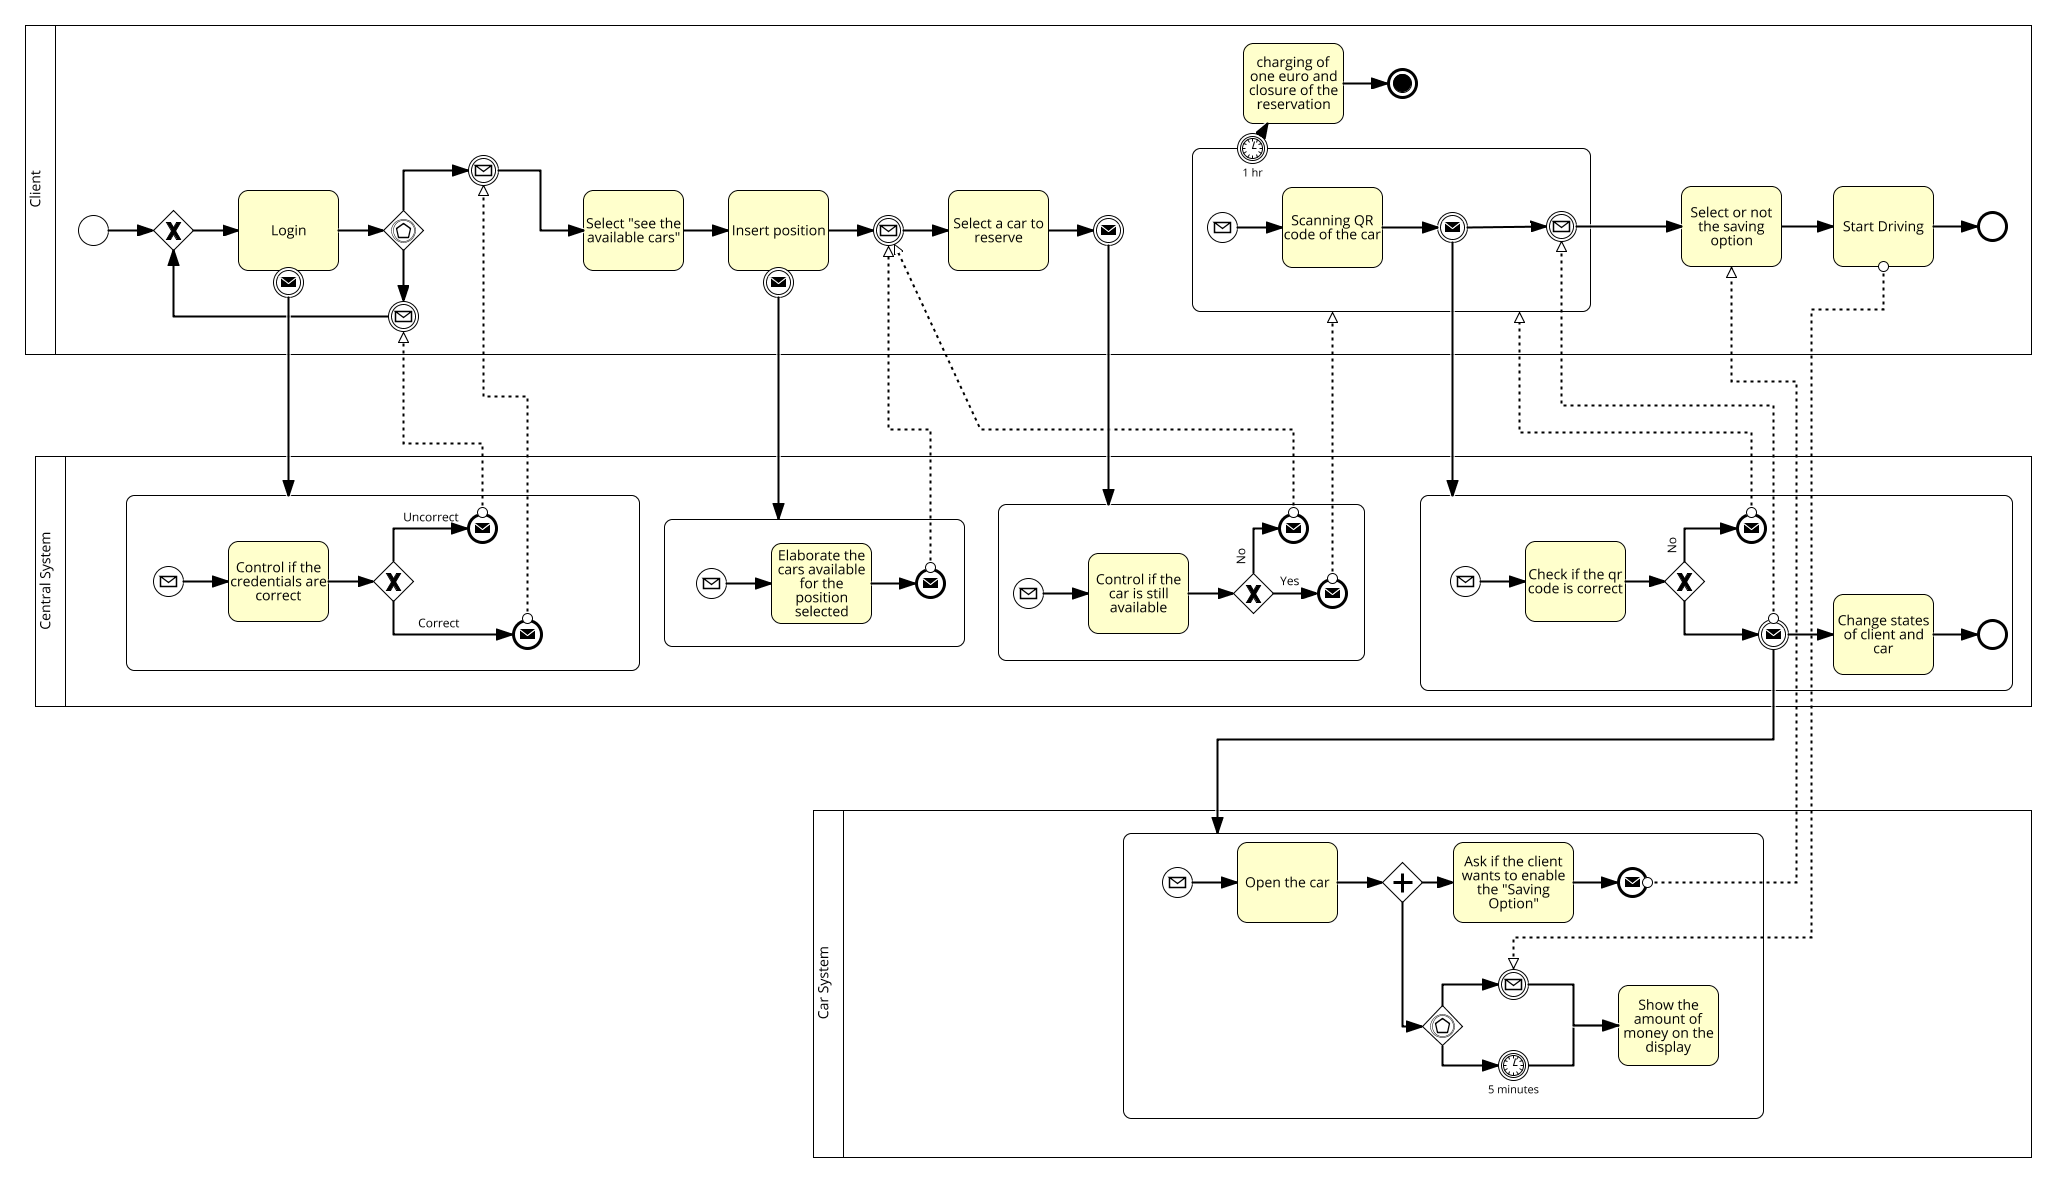 Client
charging of
one euro and
closure of the
reservation
1 hr
Login
Select "see the
available cars"
Insert position
Select a car to
reserve
Scanning QR
code of the car
Select or not
the saving
option
Start Driving
Central System
Control if the
credentials are
correct
Uncorrect
Correct
Elaborate the
cars available
for the
position
selected
Control if the
car is still
available
No
Yes
Check if the qr
code is correct
No
Change states
of client and
car
Car System
Open the car
Ask if the client
wants to enable
the "Saving
Option"
5 minutes
Show the
amount of
money on the
display